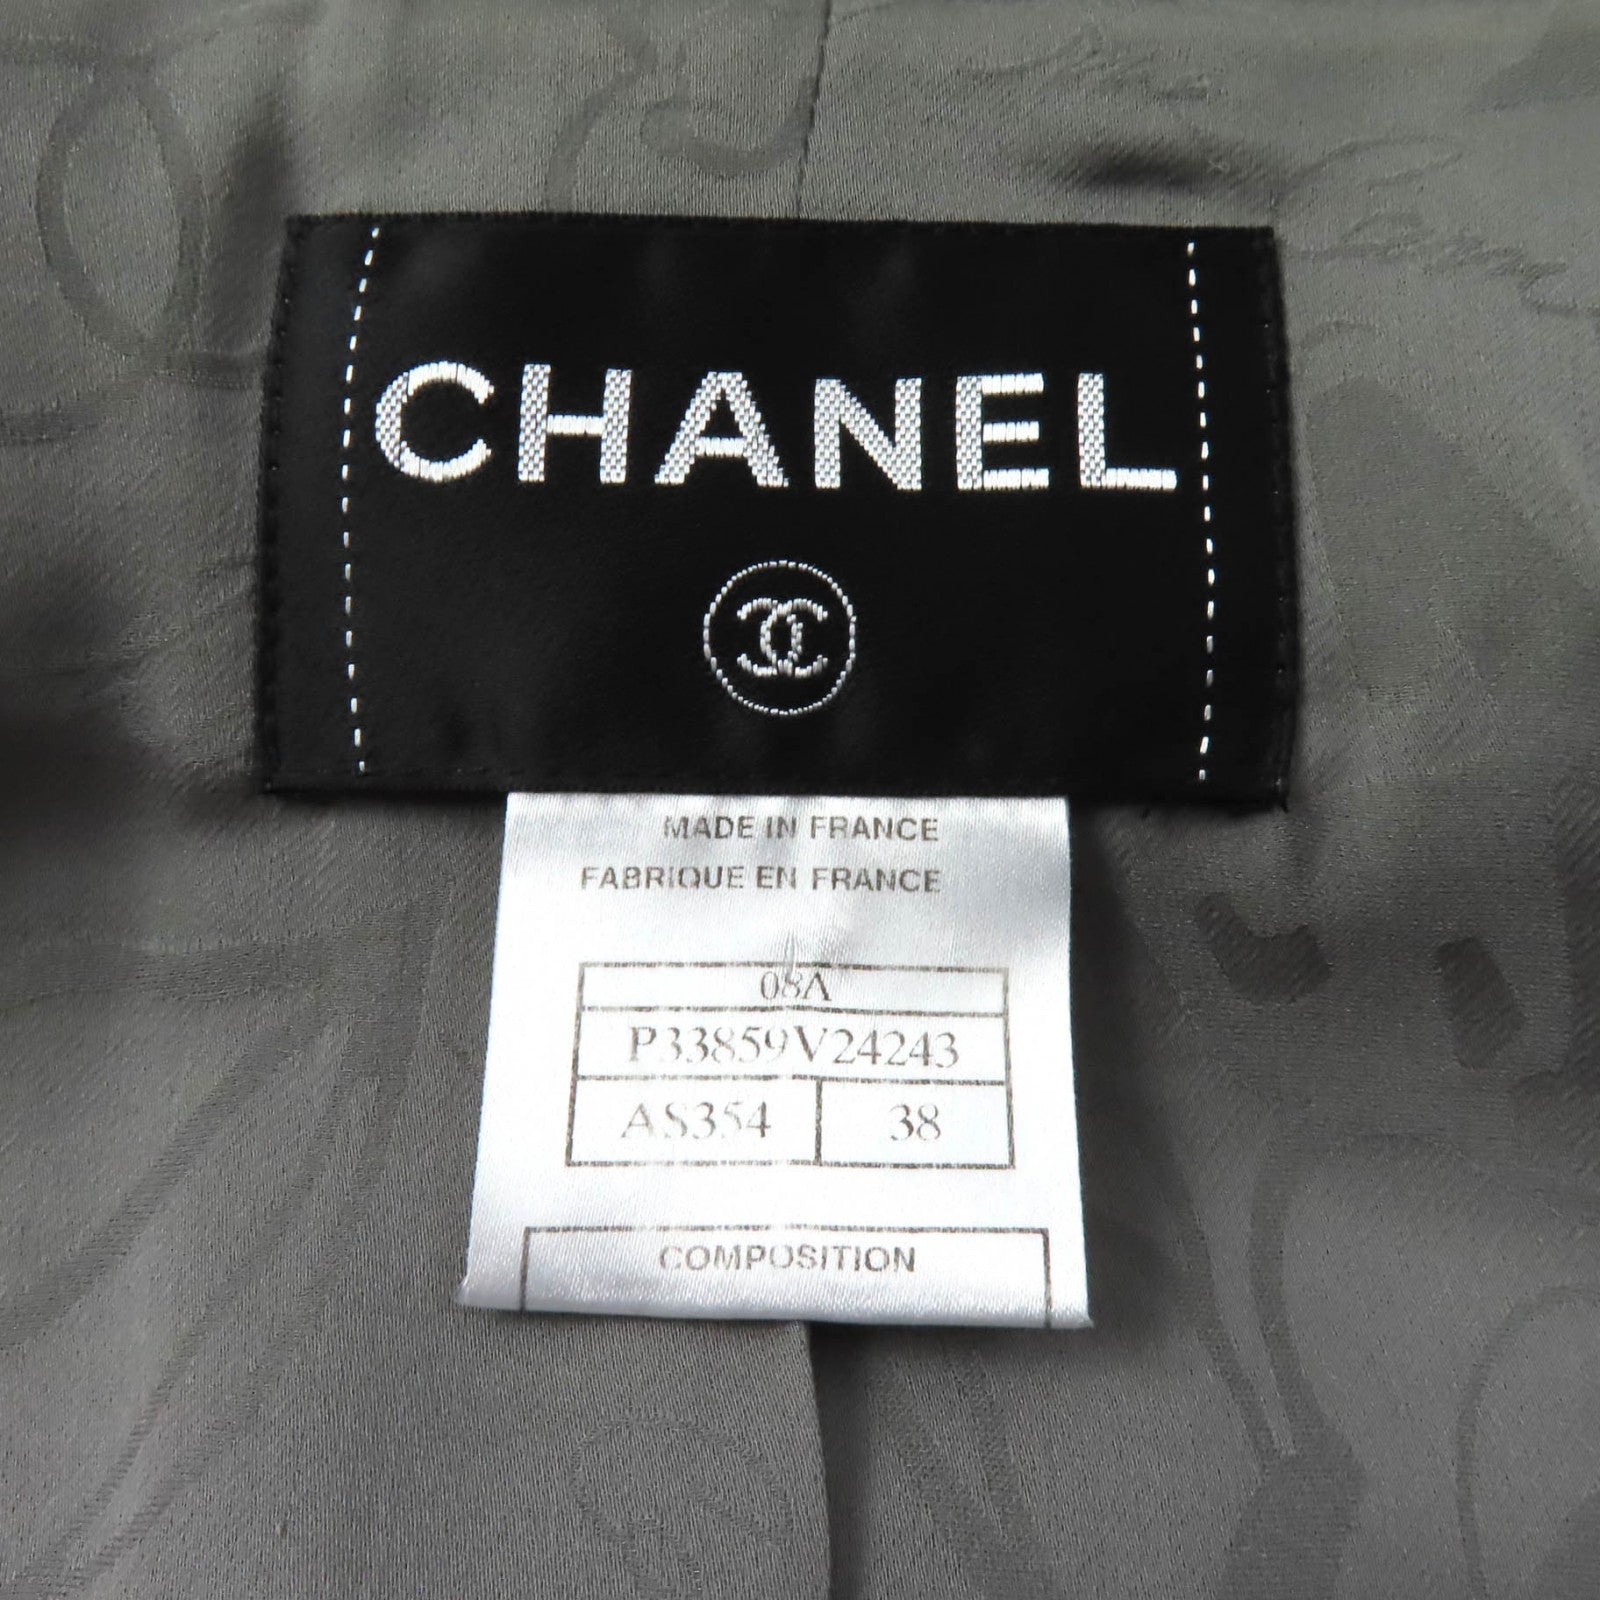 CHANEL
MADE IN FRANCE
FABRIQUE EN FRANCE
08A
P33859V24243
AS354 38
COMPOSITION